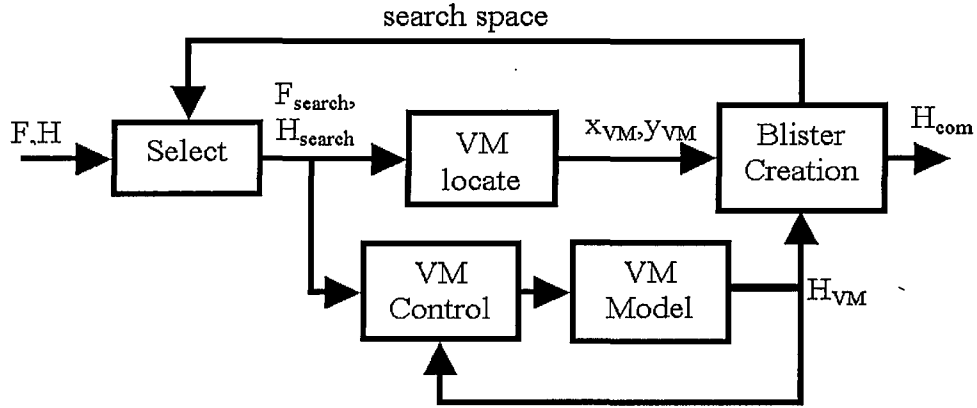 search space
F,H
Select
F_search,
H_search
VM
locate
x_VM,y_VM
Blister
Creation
H_com
VM
Control
VM
Model
H_VM